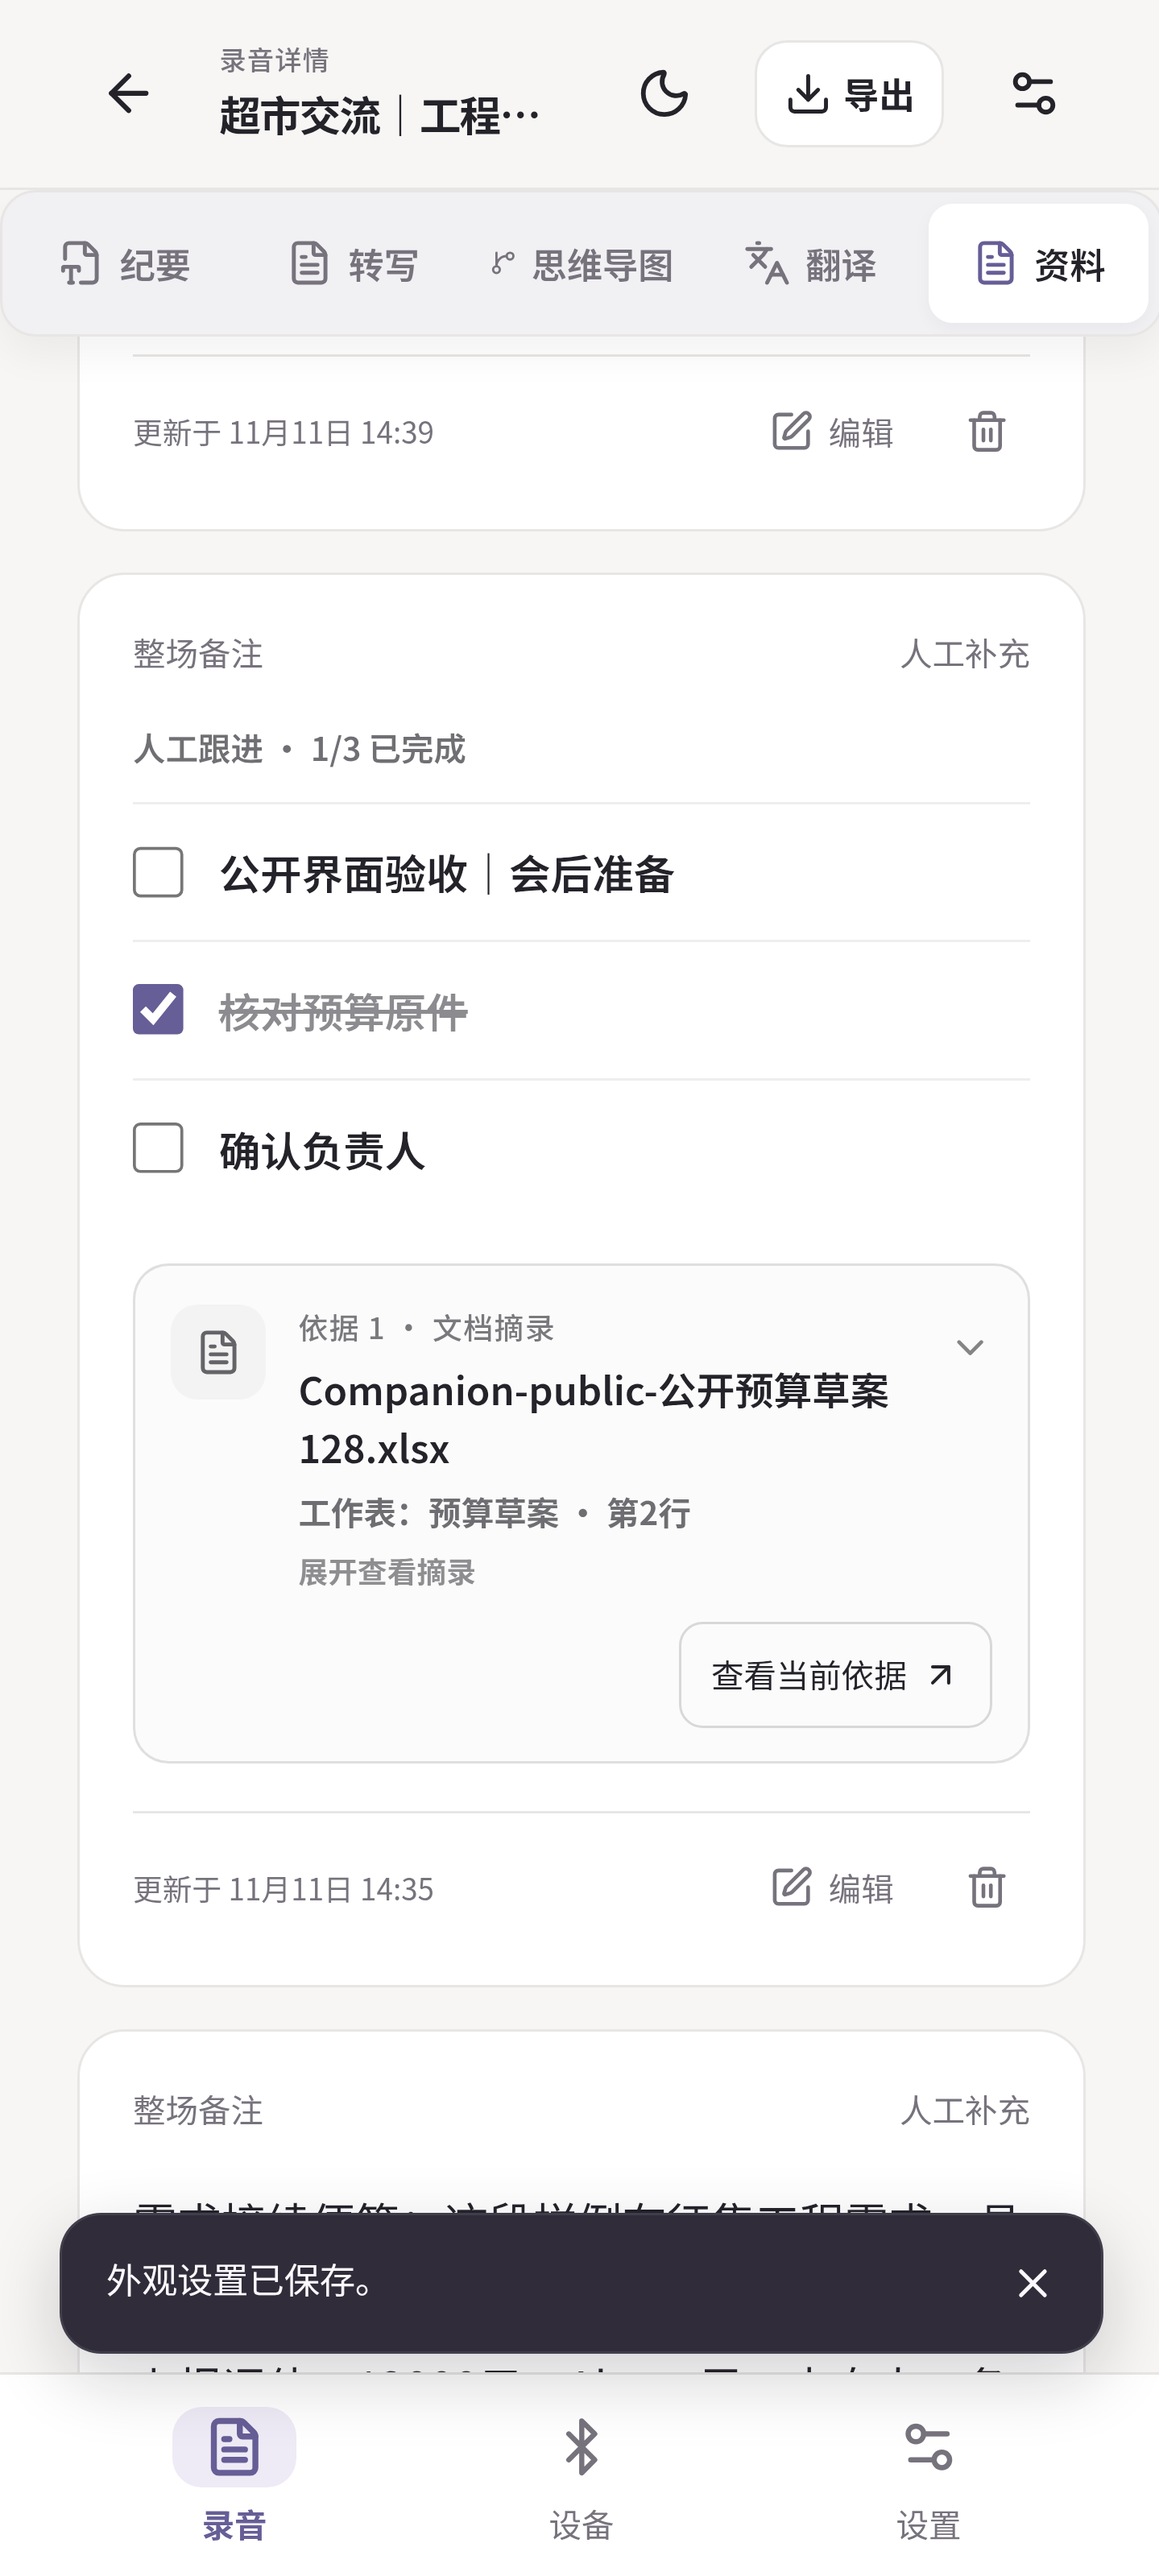 录音详情
超市交流｜工程…
导出
纪要
转写
思维导图
翻译
资料
更新于 11月11日 14:39
编辑
整场备注
人工补充
人工跟进 • 1/3 已完成
公开界面验收｜会后准备
核对预算原件
确认负责人
依据 1 • 文档摘录
Companion-public-公开预算草案
128.xlsx
工作表：预算草案 • 第2行
展开查看摘录
查看当前依据
更新于 11月11日 14:35
编辑
整场备注
人工补充
外观设置已保存。
录音
设备
设置